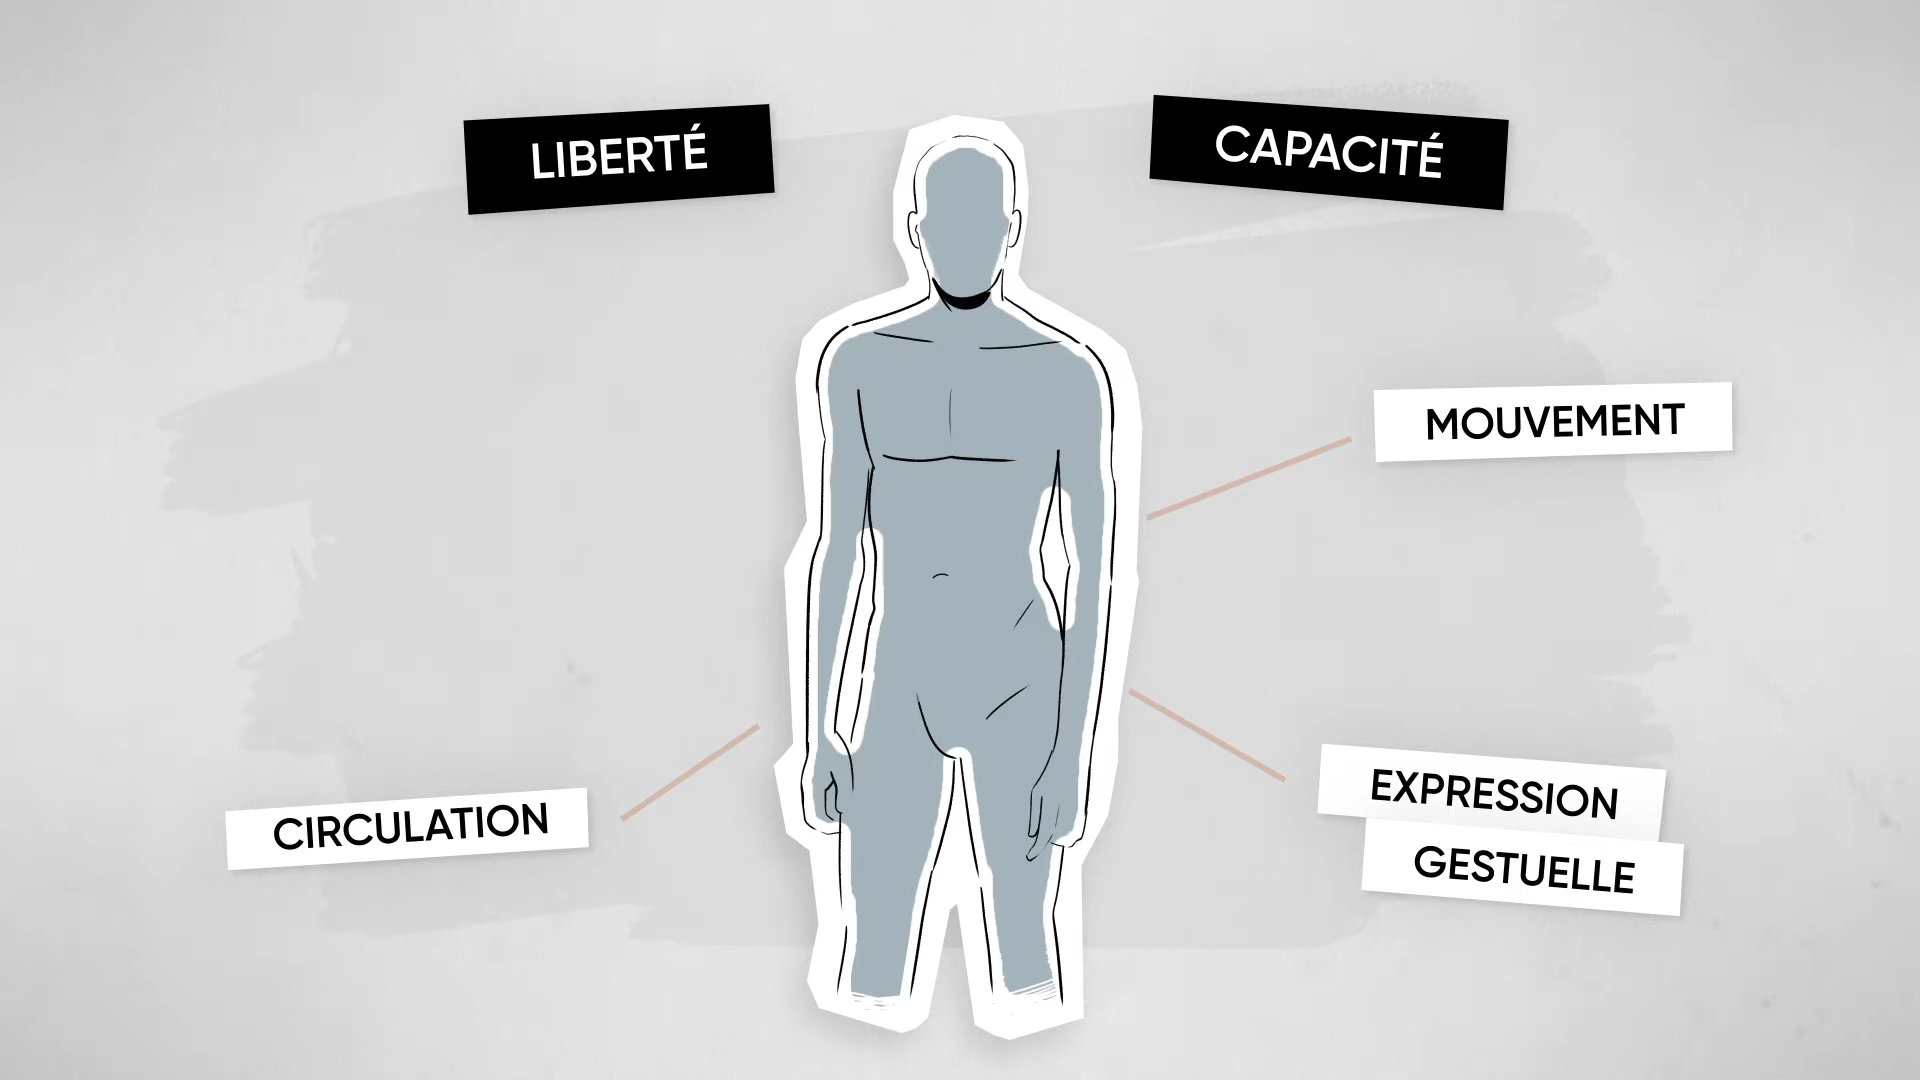 LIBERTÉ
CAPACITÉ
MOUVEMENT
CIRCULATION
EXPRESSION
GESTUELLE